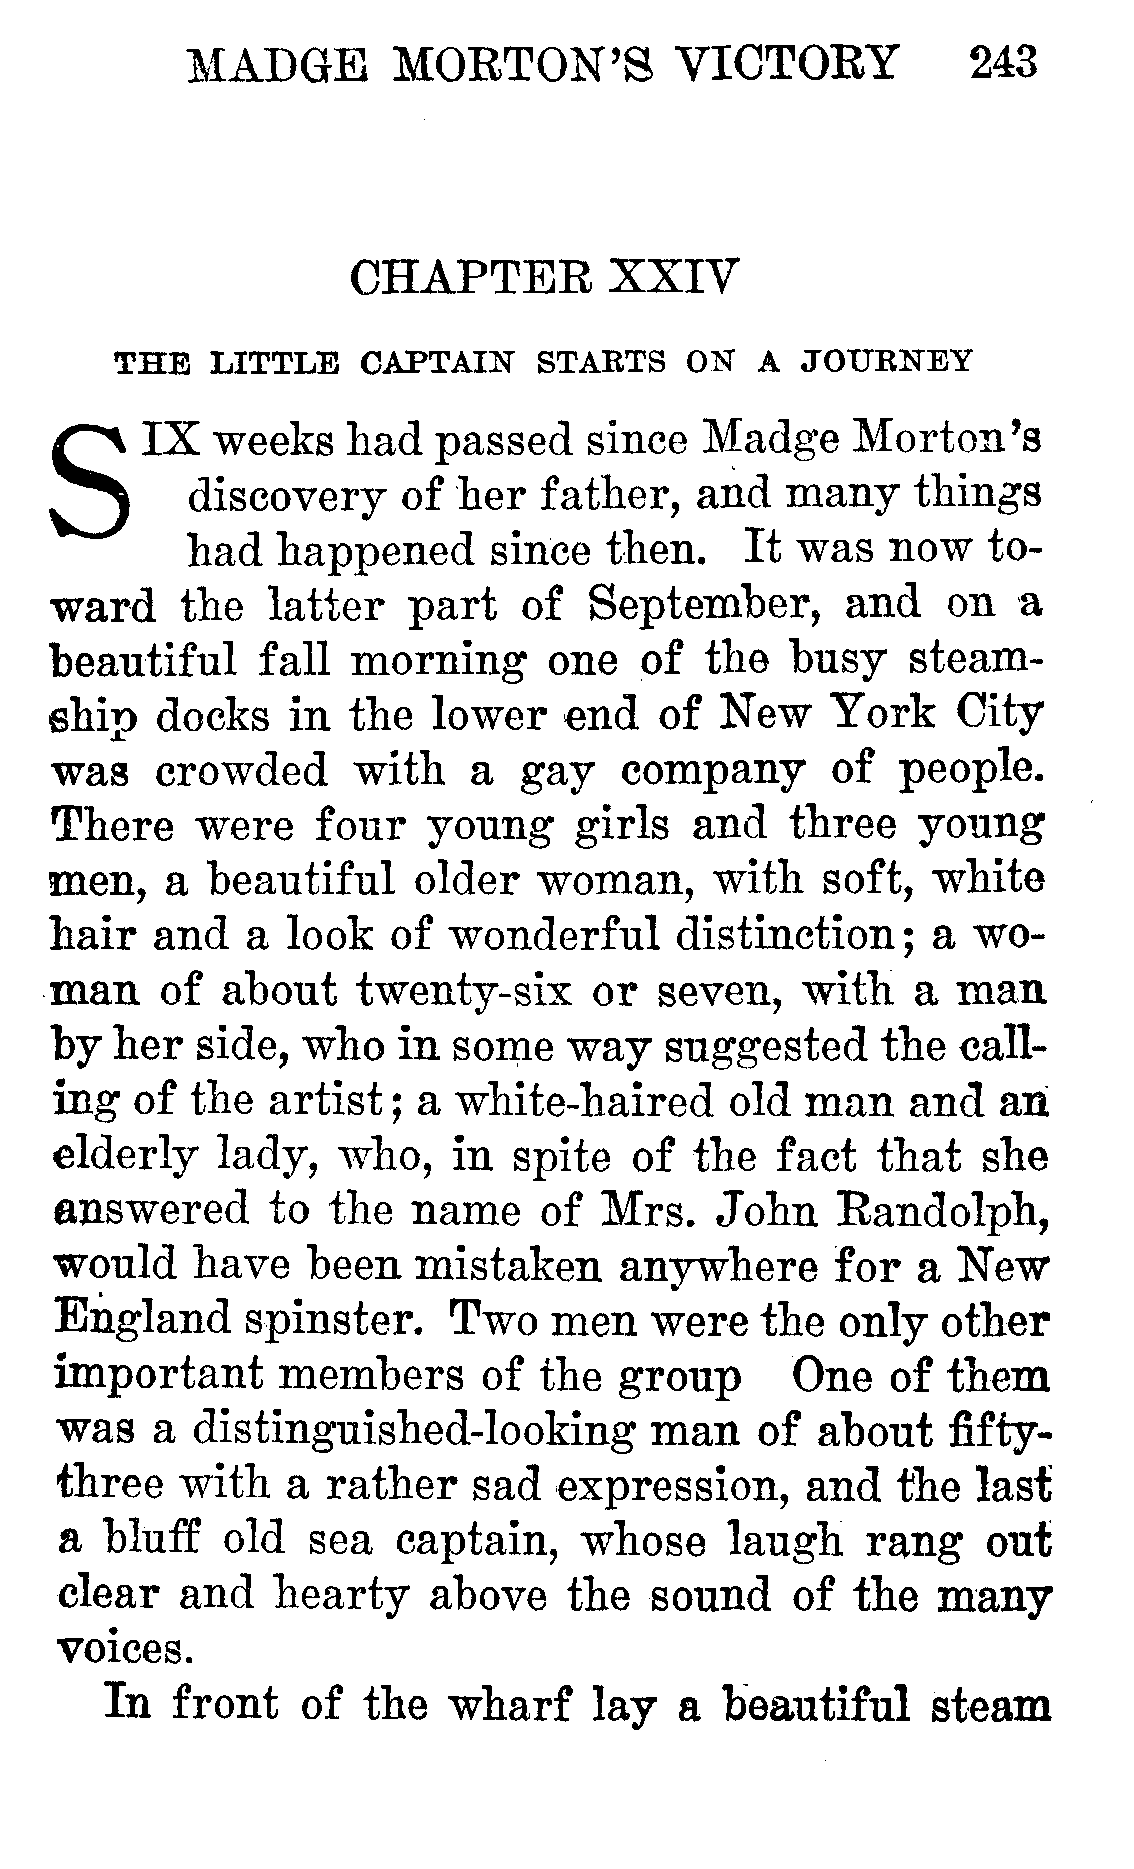 MADGE MORTON'S VICTORY 243
CHAPTER XXIV
THE LITTLE CAPTAIN STARTS ON A JOURNEY
SIX weeks had passed since Madge Morton's
discovery of her father, and many things
had happened since then. It was now to-
ward the latter part of September, and on a
beautiful fall morning one of the busy steam-
ship docks in the lower end of New York City
was crowded with a gay company of people.
There were four young girls and three young
men, a beautiful older woman, with soft, white
hair and a look of wonderful distinction; a wo-
man of about twenty-six or seven, with a man
by her side, who in some way suggested the call-
ing of the artist; a white-haired old man and an
elderly lady, who, in spite of the fact that she
answered to the name of Mrs. John Randolph,
would have been mistaken anywhere for a New
England spinster. Two men were the only other
important members of the group One of them
was a distinguished-looking man of about fifty-
three with a rather sad expression, and the last
a bluff old sea captain, whose laugh rang out
clear and hearty above the sound of the many
voices.
In front of the wharf lay a beautiful steam